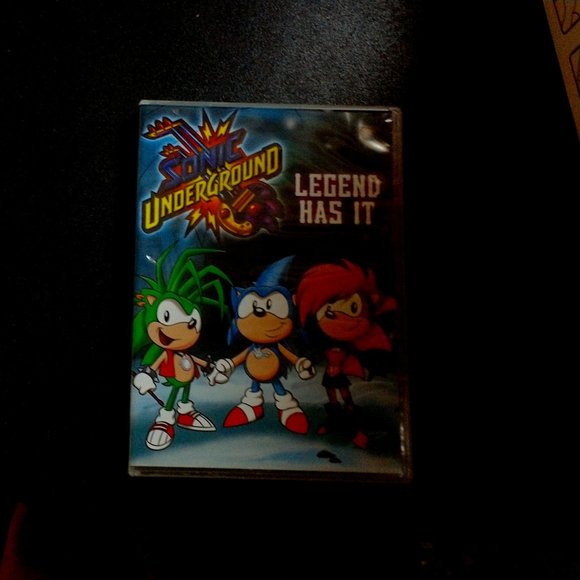 SONIC
UNDERGROUND
LEGEND
HAS IT